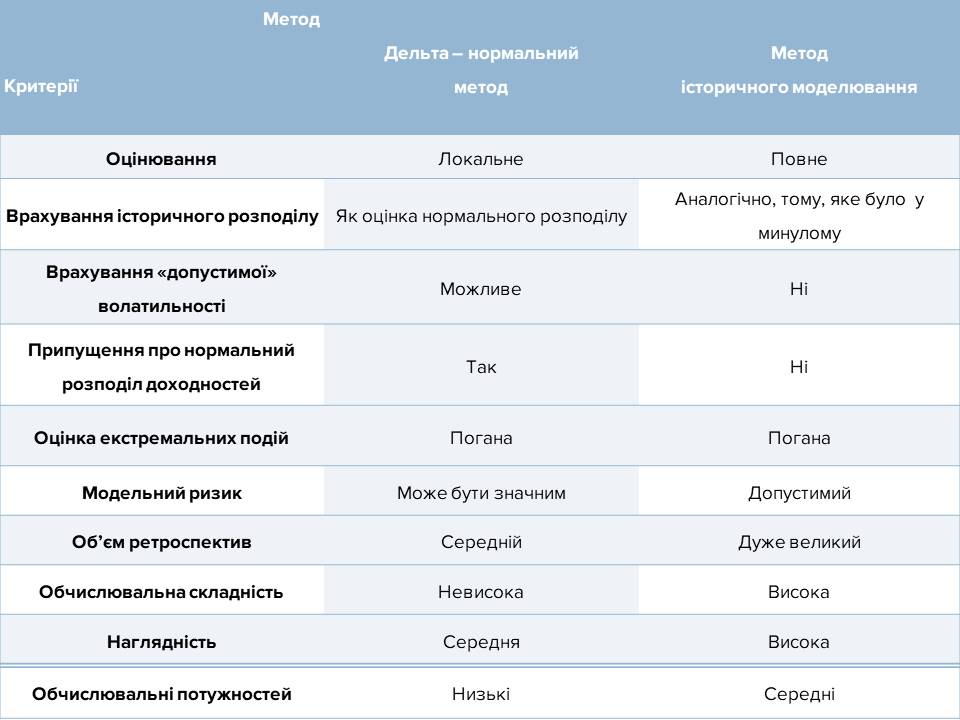 Метод
Дельта – нормальний
метод
Метод
історичного моделювання
Критерії
Оцінювання
Локальне
Повне
Врахування історичного розподілу
Як оцінка нормального розподілу
Аналогічно, тому, яке було у
минулому
Врахування «допустимої»
волатильності
Можливе
Ні
Припущення про нормальний
розподіл доходностей
Так
Ні
Оцінка екстремальних подій
Погана
Погана
Модельний ризик
Може бути значним
Допустимий
Об’єм ретроспектив
Середній
Дуже великий
Обчислювальна складність
Невисока
Висока
Наглядність
Середня
Висока
Обчислювальні потужностей
Низькі
Середні